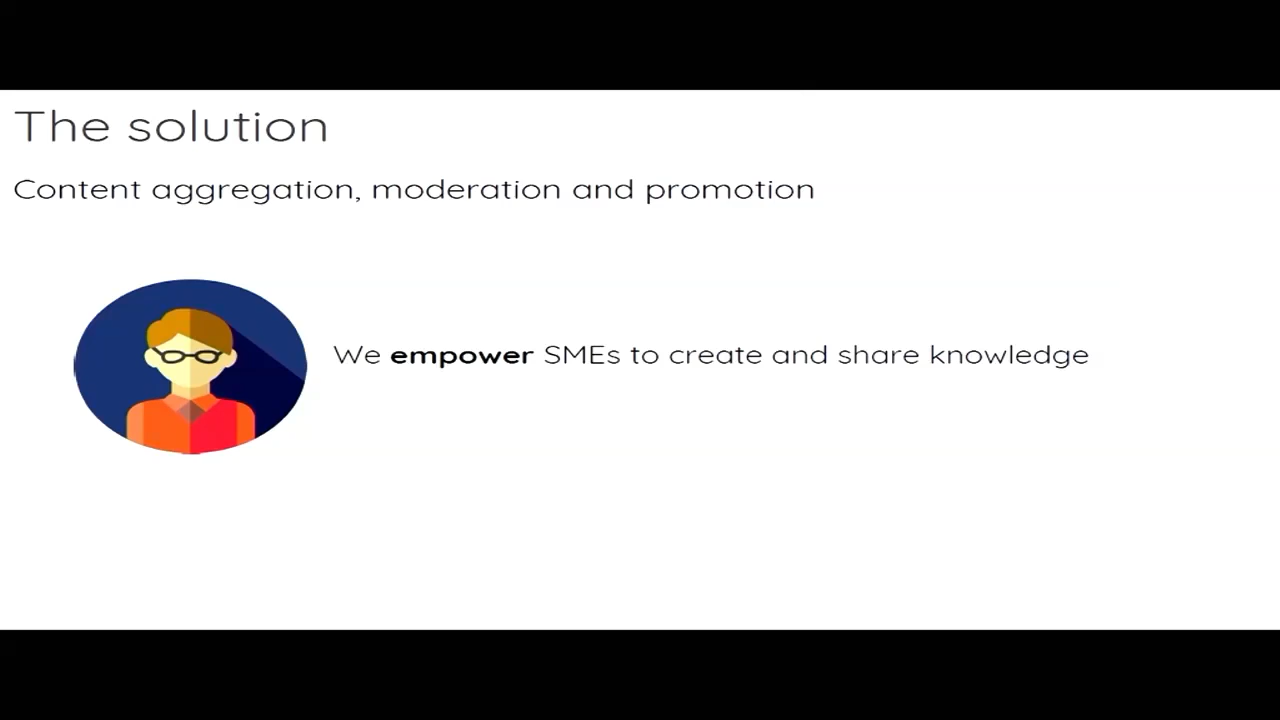 The solution
Content aggregation, moderation and promotion
We empower SMEs to create and share knowledge